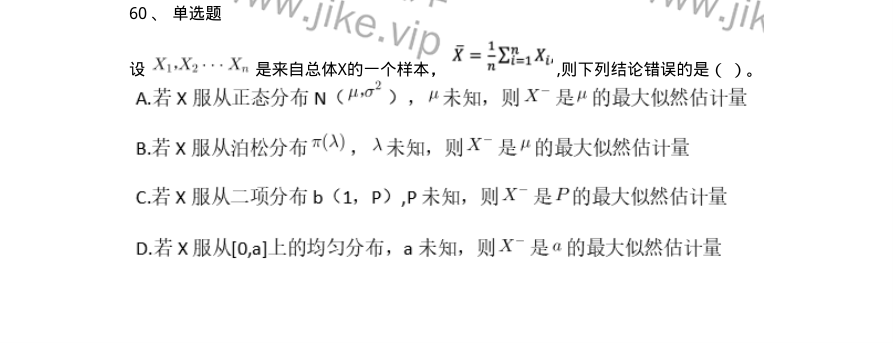 www.jike.vip
www.jik
60 、 单选题
设 X₁,X₂···Xₙ 是来自总体X的一个样本， X̄ = 1/n ∑ⁿᵢ₌₁ Xᵢ, ,则下列结论错误的是（ ）。
A.若 X 服从正态分布 N（μ,σ²），μ 未知，则 X⁻ 是 μ 的最大似然估计量
B.若 X 服从泊松分布 π(λ)，λ 未知，则 X⁻ 是 μ 的最大似然估计量
C.若 X 服从二项分布 b（1，P）,P 未知，则 X⁻ 是 P 的最大似然估计量
D.若 X 服从[0,a]上的均匀分布，a 未知，则 X⁻ 是 a 的最大似然估计量